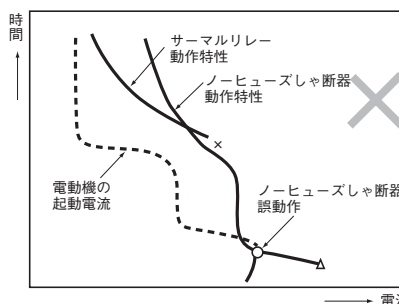 時
間
サーマルリレー
動作特性
ノーヒューズしゃ断器
動作特性
電動機の
起動電流
ノーヒューズしゃ断器
誤動作
電流